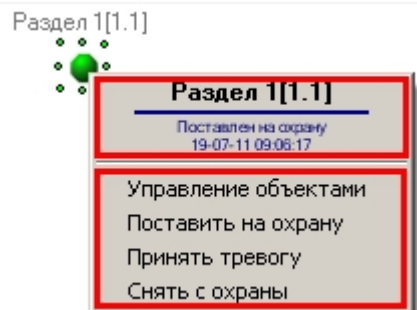 Раздел 1[1.1]
Раздел 1[1.1]
Поставлен на охрану
19-07-11 09:06:17
Управление объектами
Поставить на охрану
Принять тревогу
Снять с охраны